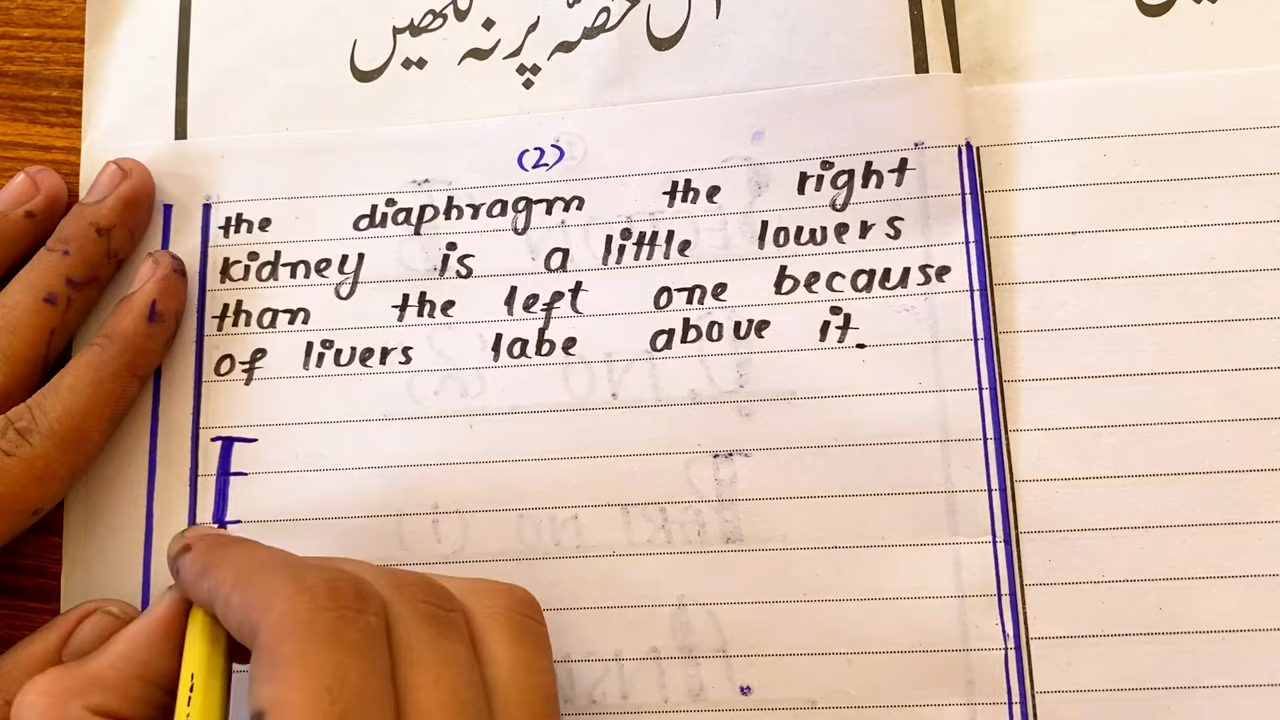 اس حصّہ پر نہ لکھیں
(2)
the diaphragm the right
kidney is a little lowers
than the left one because
of livers labe above it.